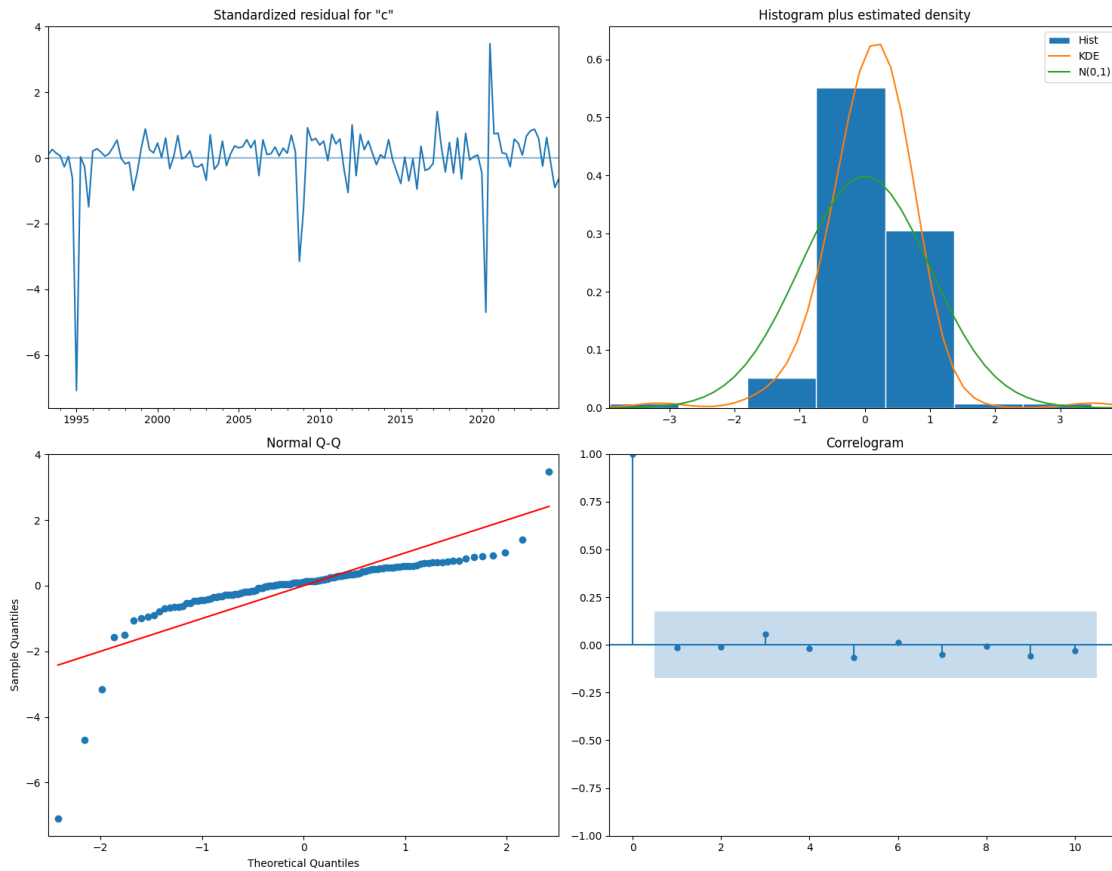 Standardized residual for "c"
4
2
0
−2
−4
−6
1995 2000 2005 2010 2015 2020
Histogram plus estimated density
Hist
KDE
N(0,1)
0.6
0.5
0.4
0.3
0.2
0.1
0.0
−3 −2 −1 0 1 2 3
Normal Q-Q
Sample Quantiles
4
2
0
−2
−4
−6
−2 −1 0 1 2
Theoretical Quantiles
Correlogram
1.00
0.75
0.50
0.25
0.00
−0.25
−0.50
−0.75
−1.00
0 2 4 6 8 10